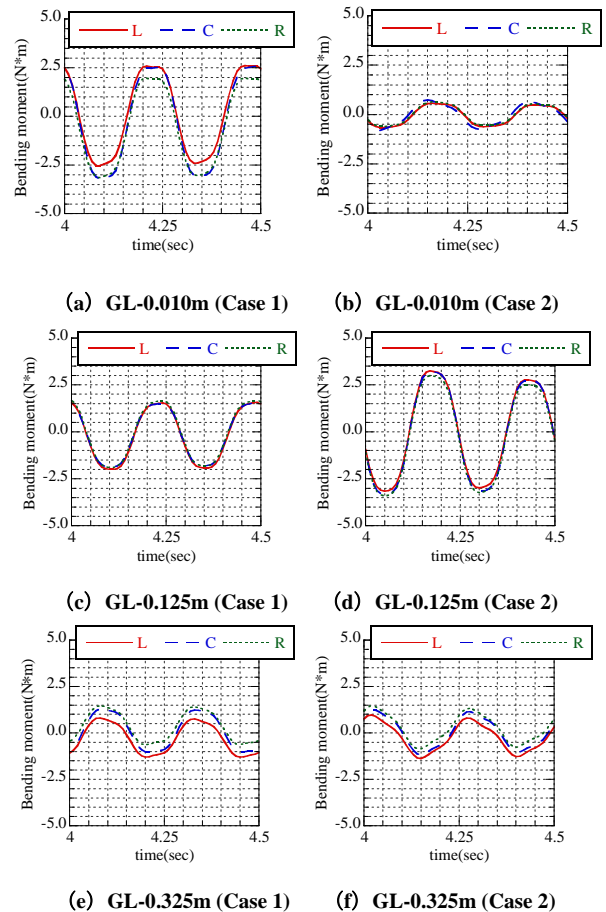 L C R
L C R
Bending moment(N*m)
5.0
2.5
0.0
-2.5
-5.0
4 4.25 4.5
time(sec)
Bending moment(N*m)
5.0
2.5
0.0
-2.5
-5.0
4 4.25 4.5
time(sec)
(a) GL-0.010m (Case 1)
(b) GL-0.010m (Case 2)
L C R
L C R
Bending moment(N*m)
5.0
2.5
0.0
-2.5
-5.0
4 4.25 4.5
time(sec)
Bending moment(N*m)
5.0
2.5
0.0
-2.5
-5.0
4 4.25 4.5
time(sec)
(c) GL-0.125m (Case 1)
(d) GL-0.125m (Case 2)
L C R
L C R
Bending moment(N*m)
5.0
2.5
0.0
-2.5
-5.0
4 4.25 4.5
time(sec)
Bending moment(N*m)
5.0
2.5
0.0
-2.5
-5.0
4 4.25 4.5
time(sec)
(e) GL-0.325m (Case 1)
(f) GL-0.325m (Case 2)